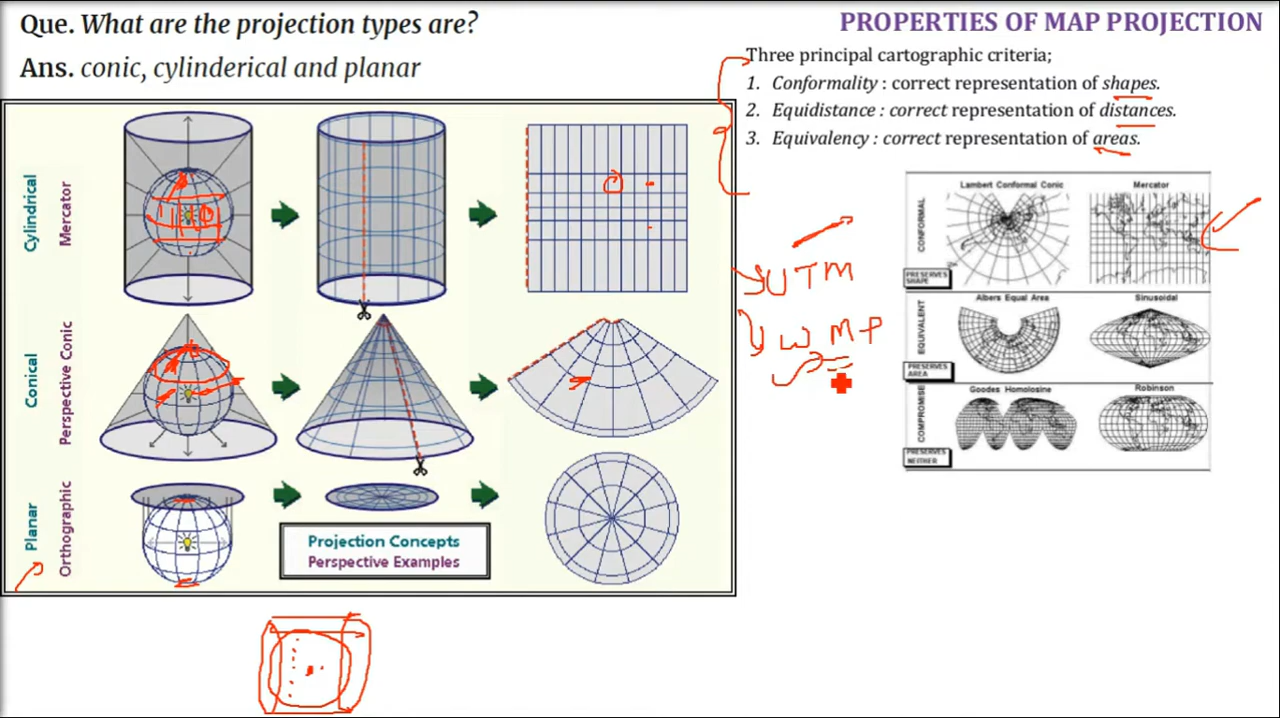 Que. What are the projection types are?
Ans. conic, cylinderical and planar
PROPERTIES OF MAP PROJECTION
Three principal cartographic criteria;
1. Conformality : correct representation of shapes.
2. Equidistance : correct representation of distances.
3. Equivalency : correct representation of areas.
Cylindrical
Mercator
Conical
Perspective Conic
Planar
Orthographic
Projection Concepts
Perspective Examples
UTM
WMP
CONFORMAL
Lambert Conformal Conic
Mercator
PRESERVES
SHAPE
EQUIVALENT
Albers Equal Area
Sinusoidal
PRESERVES
AREA
COMPROMISE
Goodes Homolosine
Robinson
PRESERVES
NEITHER